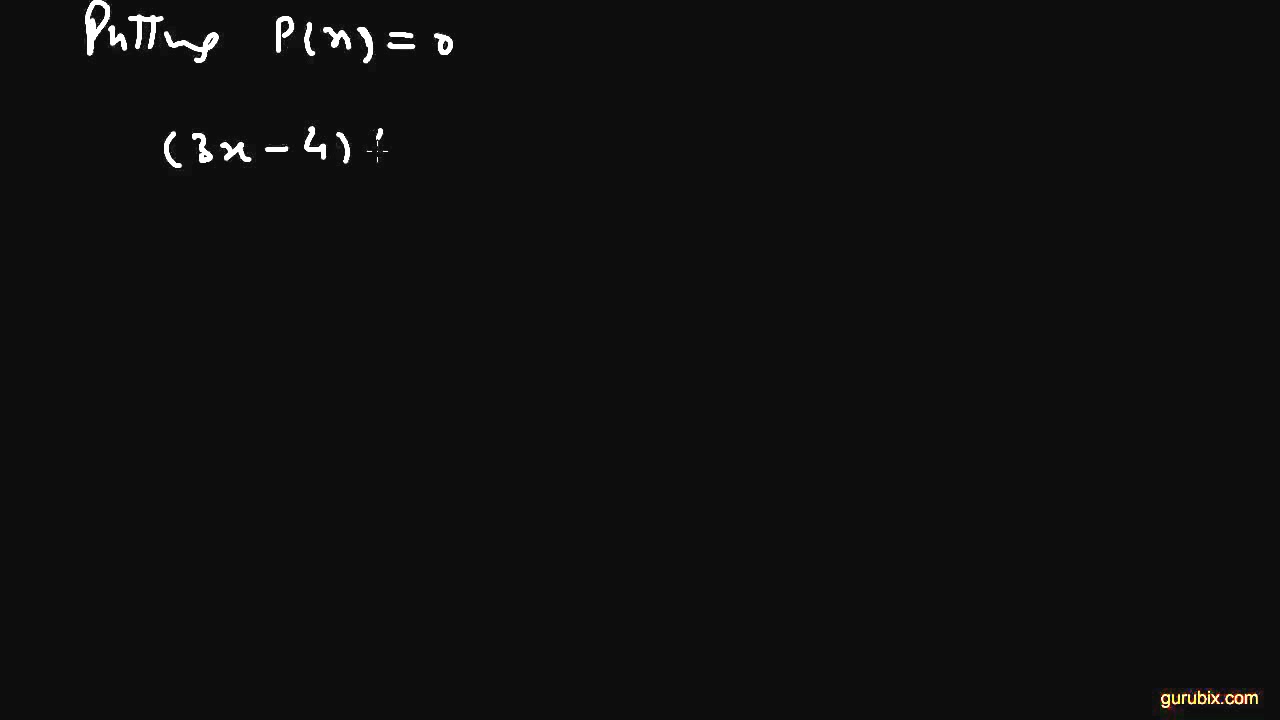 Putting P(x) = 0
(3x - 4)
gurubix.com